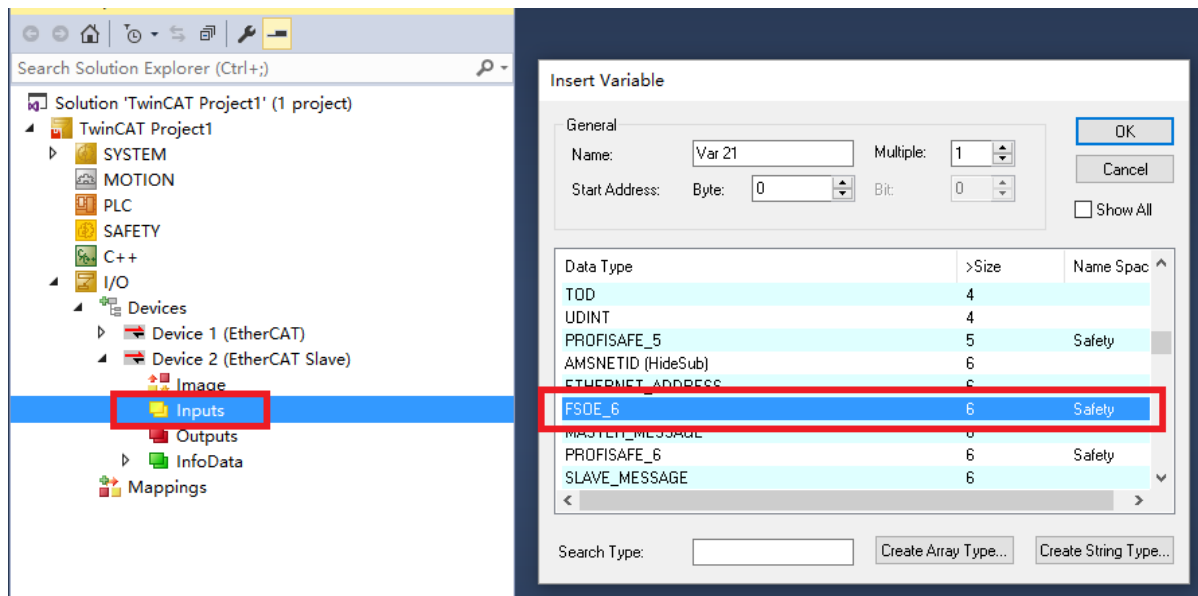 Search Solution Explorer (Ctrl+;)
Solution 'TwinCAT Project1' (1 project)
TwinCAT Project1
SYSTEM
MOTION
PLC
SAFETY
C++
I/O
Devices
Device 1 (EtherCAT)
Device 2 (EtherCAT Slave)
Image
Inputs
Outputs
InfoData
Mappings
Insert Variable
General
Name: Var 21 Multiple: 1
Start Address: Byte: 0 Bit: 0
OK
Cancel
Show All
Data Type >Size Name Spac
TOD 4
UDINT 4
PROFISAFE_5 5 Safety
AMSNETID (HideSub) 6
ETHERNET_ADDRESS 6
FSOE_6 6 Safety
MASTER_MESSAGE 6
PROFISAFE_6 6 Safety
SLAVE_MESSAGE 6
Search Type: Create Array Type... Create String Type...